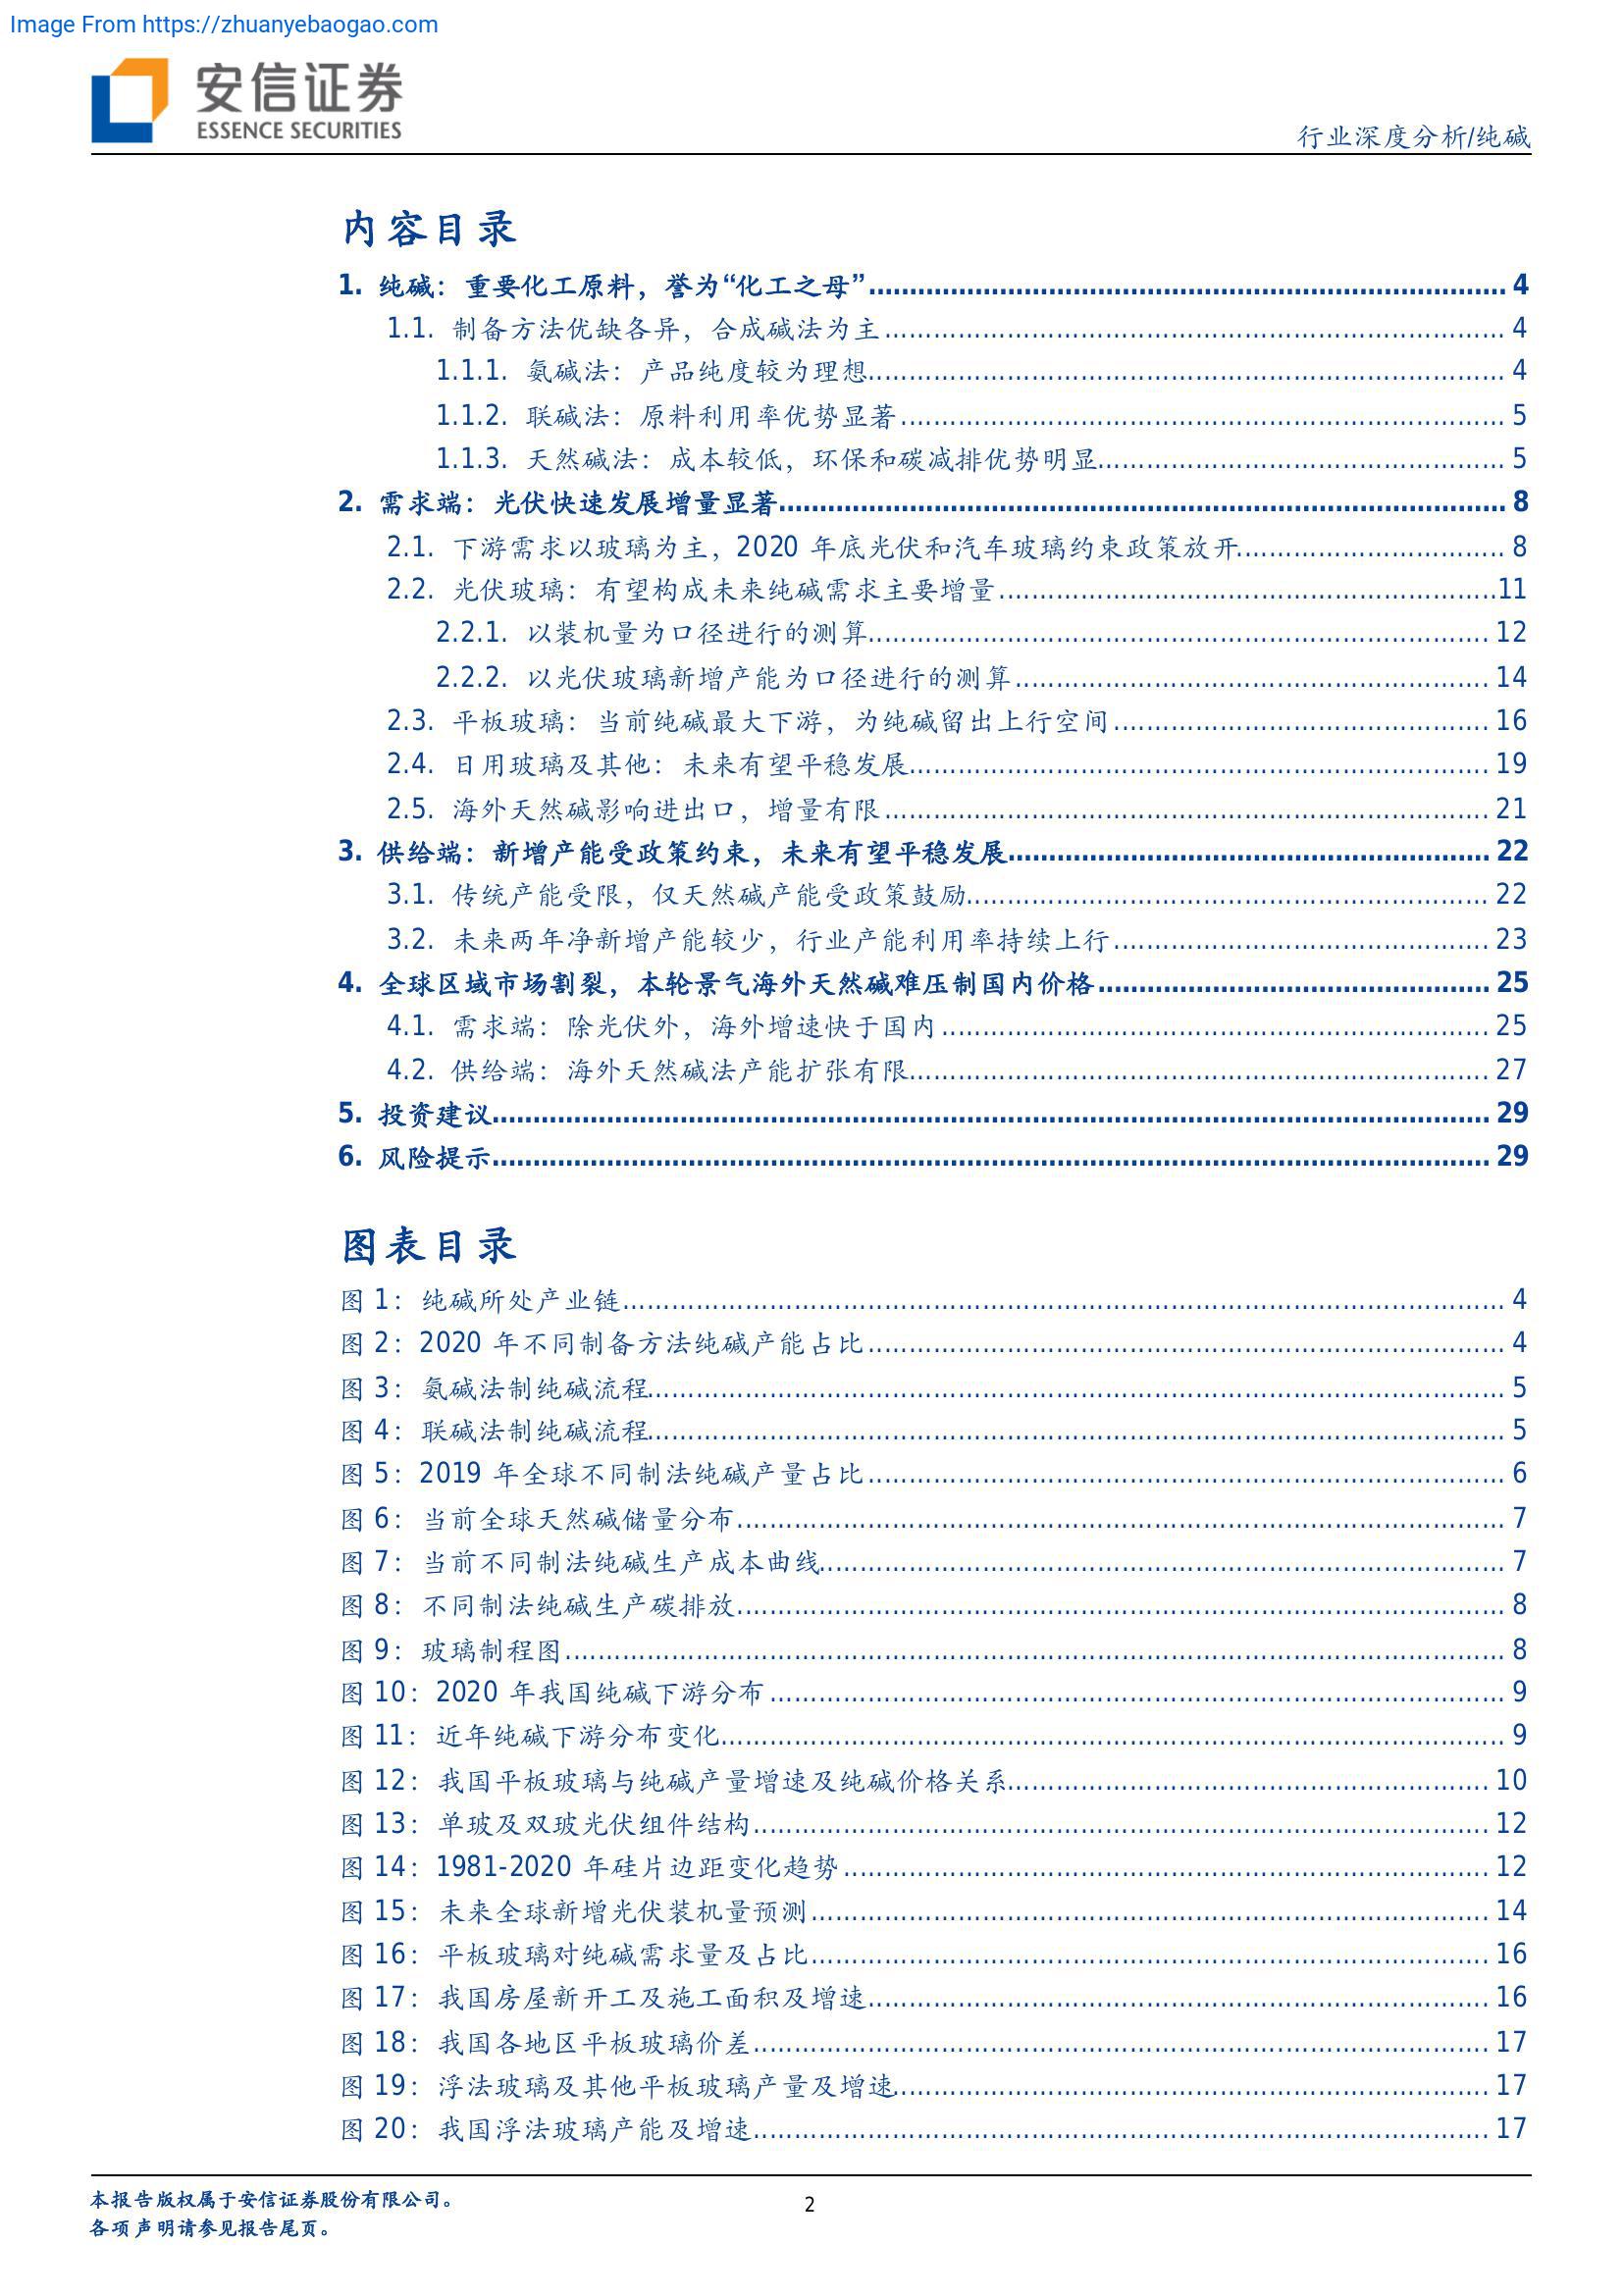 Image From https://zhuanyebaogao.com
安信证券
ESSENCE SECURITIES
行业深度分析/纯碱
内容目录
1. 纯碱：重要化工原料，誉为“化工之母”........ 4
1.1. 制备方法优缺各异，合成碱法为主........ 4
1.1.1. 氨碱法：产品纯度较为理想........ 4
1.1.2. 联碱法：原料利用率优势显著........ 5
1.1.3. 天然碱法：成本较低，环保和碳减排优势明显........ 5
2. 需求端：光伏快速发展增量显著........ 8
2.1. 下游需求以玻璃为主，2020 年底光伏和汽车玻璃约束政策放开........ 8
2.2. 光伏玻璃：有望构成未来纯碱需求主要增量........ 11
2.2.1. 以装机量为口径进行的测算........ 12
2.2.2. 以光伏玻璃新增产能为口径进行的测算........ 14
2.3. 平板玻璃：当前纯碱最大下游，为纯碱留出上行空间........ 16
2.4. 日用玻璃及其他：未来有望平稳发展........ 19
2.5. 海外天然碱影响进出口，增量有限........ 21
3. 供给端：新增产能受政策约束，未来有望平稳发展........ 22
3.1. 传统产能受限，仅天然碱产能受政策鼓励........ 22
3.2. 未来两年净新增产能较少，行业产能利用率持续上行........ 23
4. 全球区域市场割裂，本轮景气海外天然碱难压制国内价格........ 25
4.1. 需求端：除光伏外，海外增速快于国内........ 25
4.2. 供给端：海外天然碱法产能扩张有限........ 27
5. 投资建议........ 29
6. 风险提示........ 29
图表目录
图 1：纯碱所处产业链........ 4
图 2：2020 年不同制备方法纯碱产能占比........ 4
图 3：氨碱法制纯碱流程........ 5
图 4：联碱法制纯碱流程........ 5
图 5：2019 年全球不同制法纯碱产量占比........ 6
图 6：当前全球天然碱储量分布........ 7
图 7：当前不同制法纯碱生产成本曲线........ 7
图 8：不同制法纯碱生产碳排放........ 8
图 9：玻璃制程图........ 8
图 10：2020 年我国纯碱下游分布........ 9
图 11：近年纯碱下游分布变化........ 9
图 12：我国平板玻璃与纯碱产量增速及纯碱价格关系........ 10
图 13：单玻及双玻光伏组件结构........ 12
图 14：1981-2020 年硅片边距变化趋势........ 12
图 15：未来全球新增光伏装机量预测........ 14
图 16：平板玻璃对纯碱需求量及占比........ 16
图 17：我国房屋新开工及施工面积及增速........ 16
图 18：我国各地区平板玻璃价差........ 17
图 19：浮法玻璃及其他平板玻璃产量及增速........ 17
图 20：我国浮法玻璃产能及增速........ 17
本报告版权属于安信证券股份有限公司。
2
各项声明请参见报告尾页。